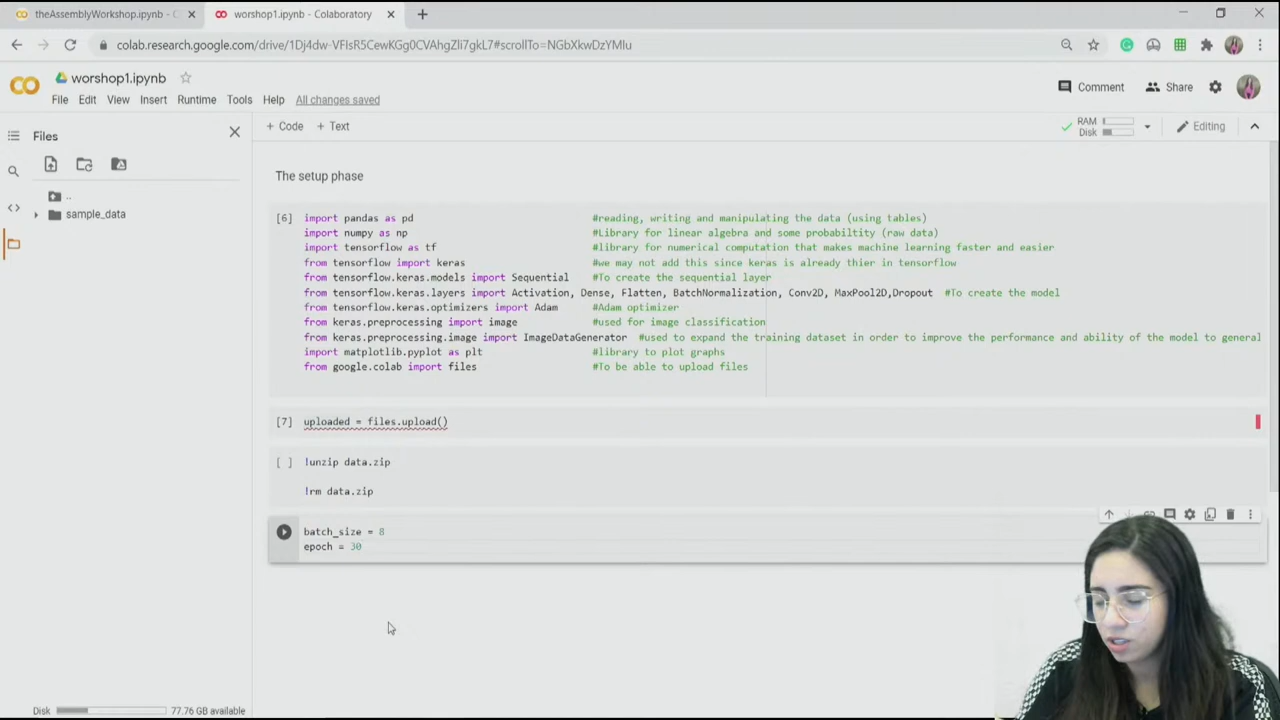 theAssemblyWorkshop.ipynb - C
worshop1.ipynb - Colaboratory
colab.research.google.com/drive/1Dj4dw-VFIsR5CewKGg0CVAhgZli7gkL7#scrollTo=NGbXkwDzYMlu
worshop1.ipynb
Comment
Share
File Edit View Insert Runtime Tools Help All changes saved
Files
+ Code + Text
RAM
Disk
Editing
..
sample_data
The setup phase
[6] import pandas as pd #reading, writing and manipulating the data (using tables)
import numpy as np #Library for linear algebra and some probabiltity (raw data)
import tensorflow as tf #library for numerical computation that makes machine learning faster and easier
from tensorflow import keras #we may not add this since keras is already thier in tensorflow
from tensorflow.keras.models import Sequential #To create the sequential layer
from tensorflow.keras.layers import Activation, Dense, Flatten, BatchNormalization, Conv2D, MaxPool2D,Dropout #To create the model
from tensorflow.keras.optimizers import Adam #Adam optimizer
from keras.preprocessing import image #used for image classification
from keras.preprocessing.image import ImageDataGenerator #used to expand the training dataset in order to improve the performance and ability of the model to general
import matplotlib.pyplot as plt #library to plot graphs
from google.colab import files #To be able to upload files
[7] uploaded = files.upload()
[ ] !unzip data.zip
!rm data.zip
batch_size = 8
epoch = 30
Disk 77.76 GB available